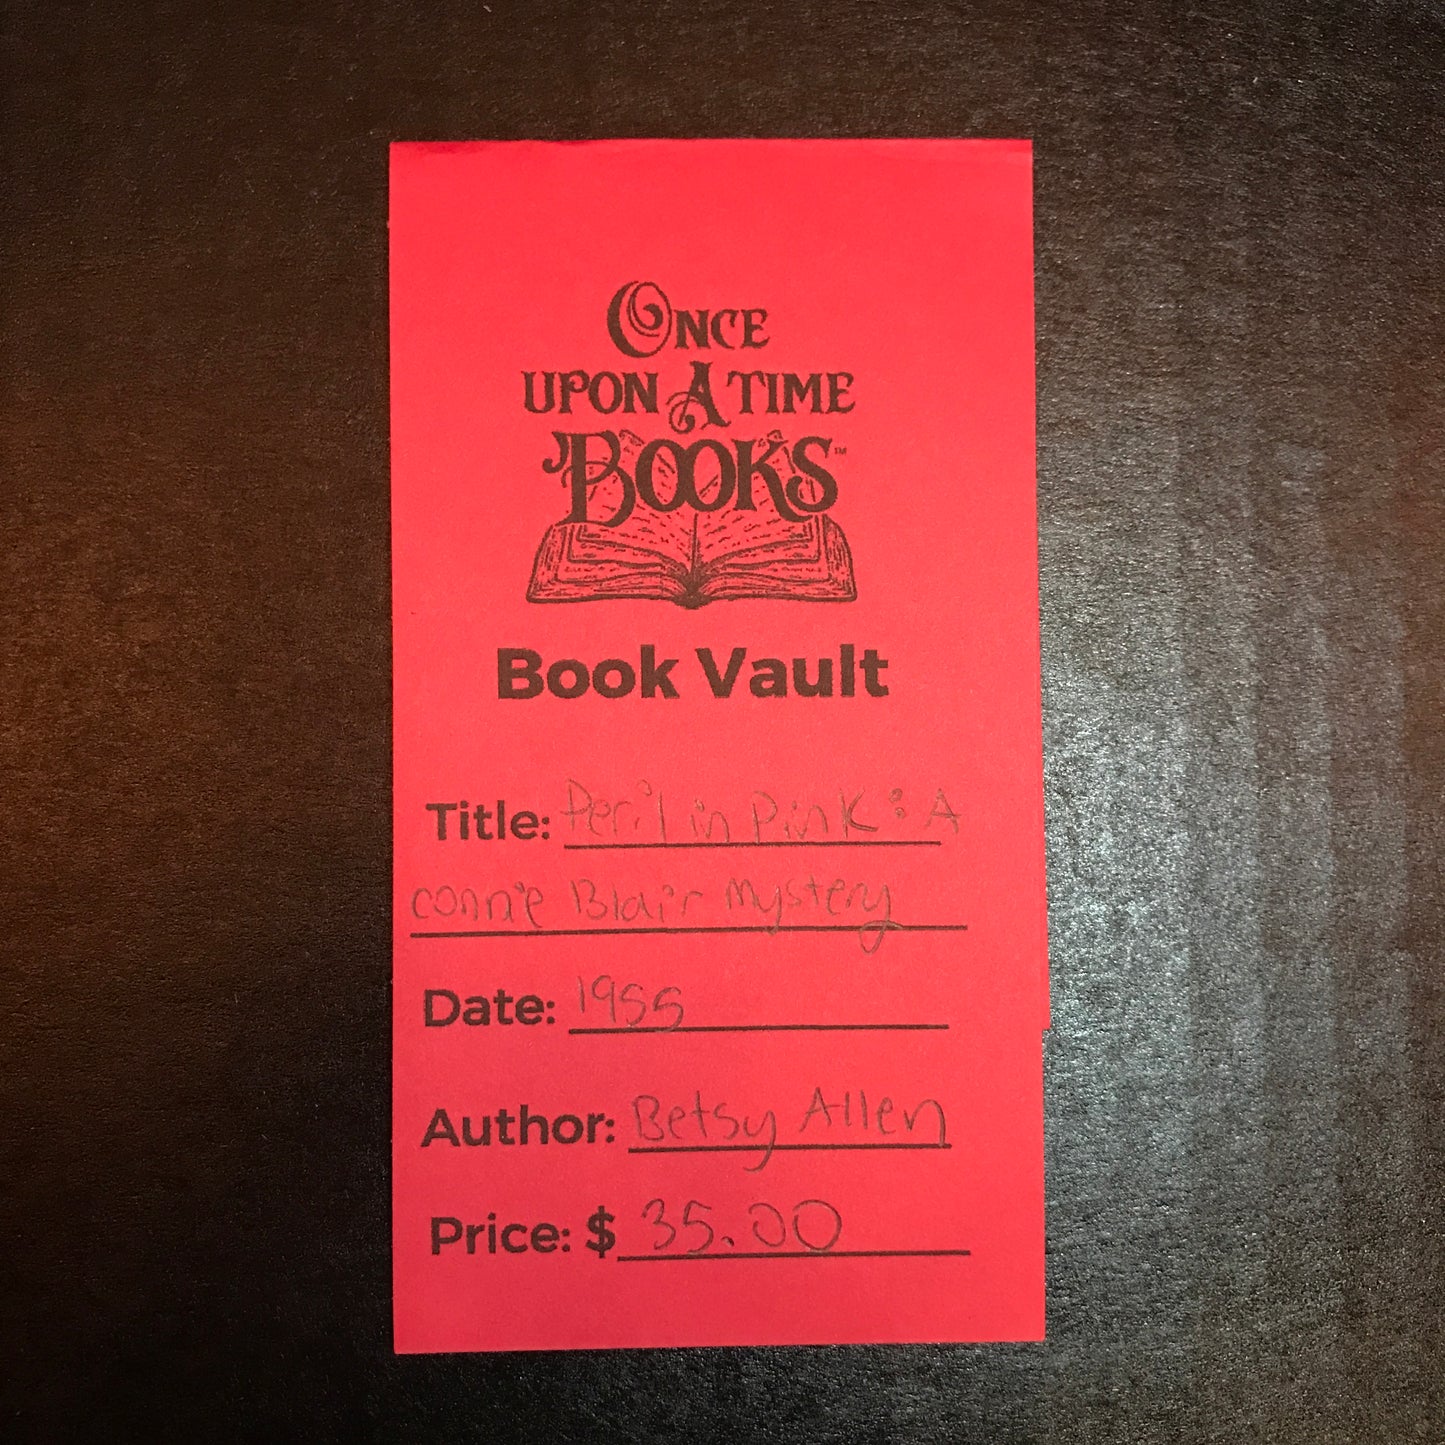 ONCE
UPON A TIME
BOOKS™
Book Vault
Title: Peril in Pink: A
connie Blair mystery
Date: 1955
Author: Betsy Allen
Price: $ 35.00